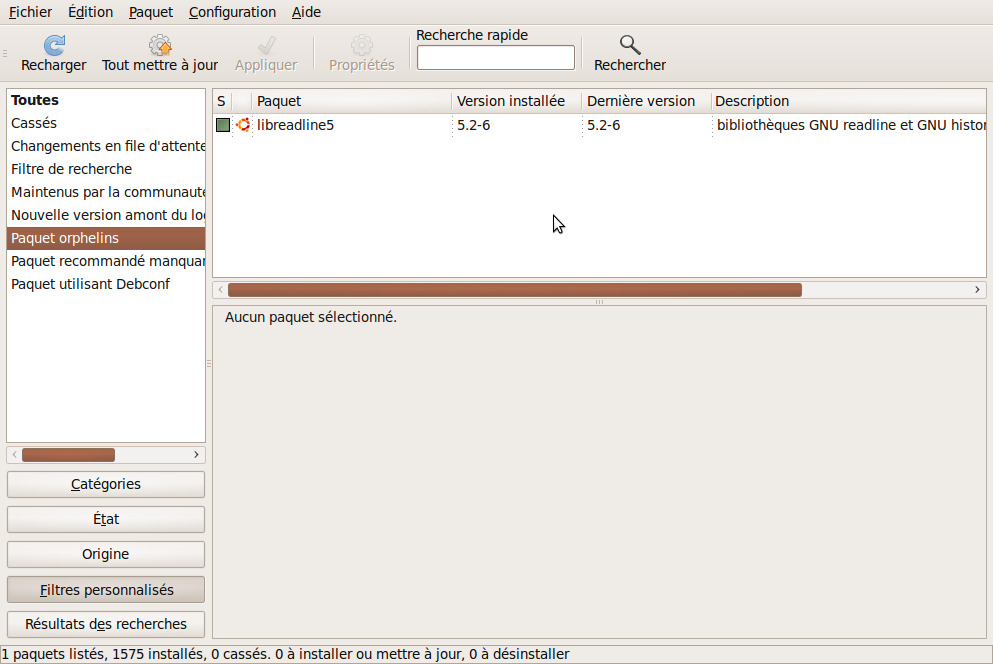 Fichier Édition Paquet Configuration Aide
Recherche rapide
Recharger Tout mettre à jour Appliquer Propriétés Rechercher
Toutes
Cassés
Changements en file d'attente
Filtre de recherche
Maintenus par la communauté
Nouvelle version amont du lo
Paquet orphelins
Paquet recommandé manquan
Paquet utilisant Debconf
S Paquet Version installée Dernière version Description
libreadline5 5.2-6 5.2-6 bibliothèques GNU readline et GNU histor
Aucun paquet sélectionné.
Catégories
État
Origine
Filtres personnalisés
Résultats des recherches
1 paquets listés, 1575 installés, 0 cassés. 0 à installer ou mettre à jour, 0 à désinstaller